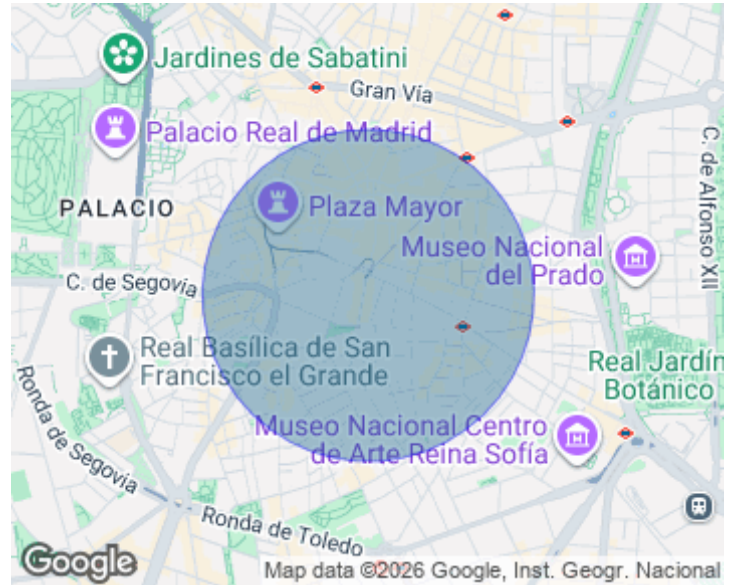 Jardines de Sabatini
Gran Vía
Palacio Real de Madrid
C. de Alfonso XII
PALACIO
Plaza Mayor
Museo Nacional
del Prado
C. de Segovia
Real Basílica de San
Francisco el Grande
Real Jardín
Botánico
Ronda de Segovia
Museo Nacional Centro
de Arte Reina Sofía
Ronda de Toledo
Google
Map data ©2026 Google, Inst. Geogr. Nacional